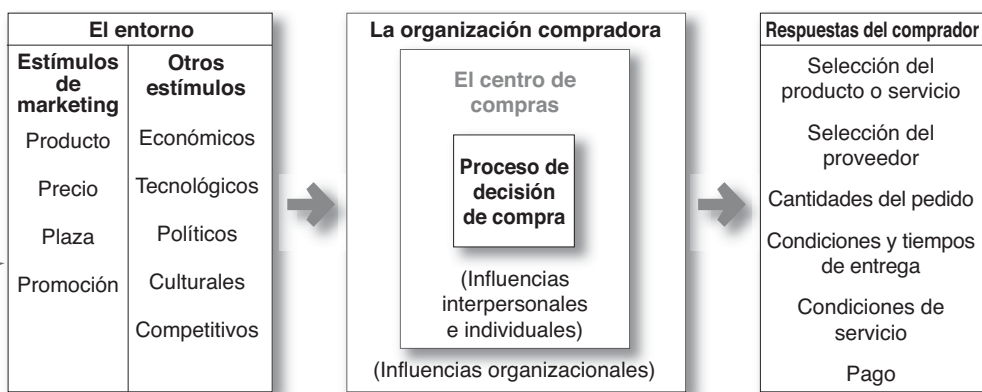 El entorno
Estímulos
de
marketing
Producto
Precio
Plaza
Promoción
Otros
estímulos
Económicos
Tecnológicos
Políticos
Culturales
Competitivos
La organización compradora
El centro de
compras
Proceso de
decisión
de compra
(Influencias
interpersonales
e individuales)
(Influencias organizacionales)
Respuestas del comprador
Selección del
producto o servicio
Selección del
proveedor
Cantidades del pedido
Condiciones y tiempos
de entrega
Condiciones de
servicio
Pago